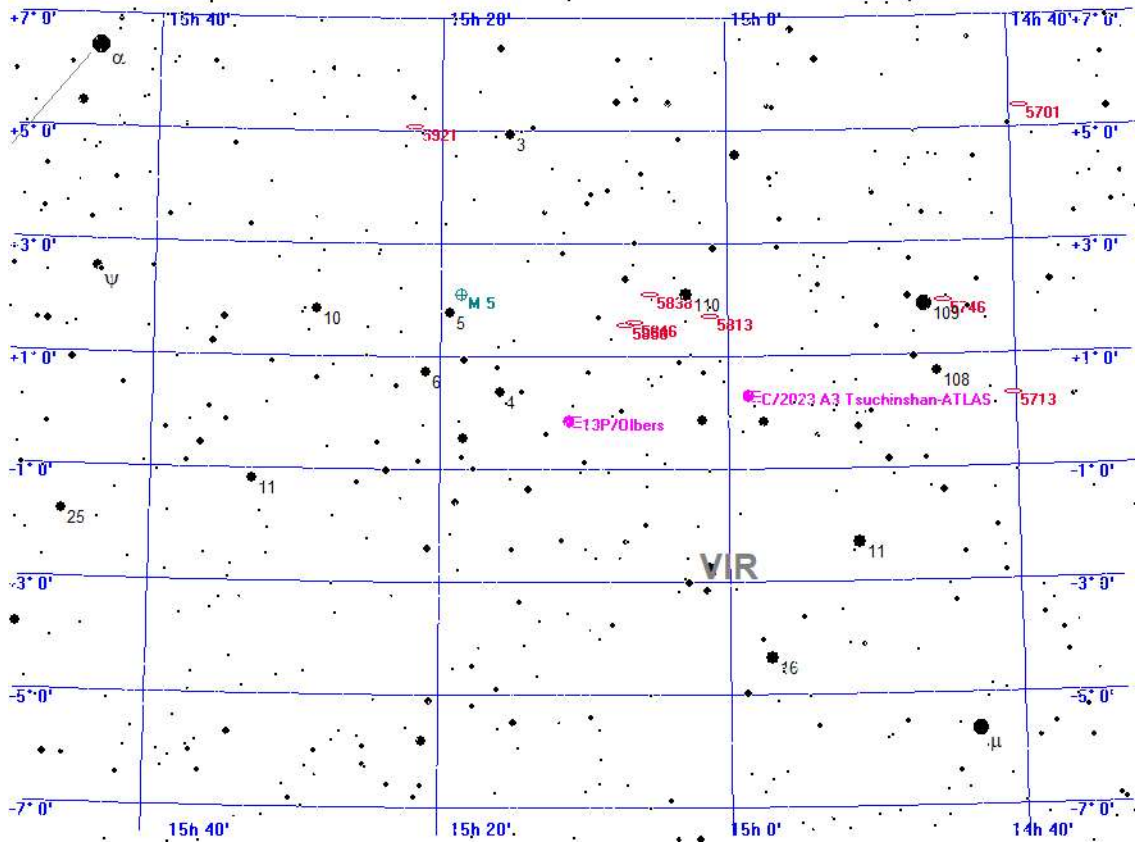 +7° 0' 15h 40' 15h 20' 15h 0' 14h 40' +7° 0'
α
5701
+5° 0' 5921 3 +5° 0'
+3° 0' +3° 0'
ψ
M 5 5838 110 5746
10 5 5813 109
5846
+1° 0' +1° 0'
6 108
4 C/2023 A3 Tsuchinshan-ATLAS 5713
13P/Olbers
-1° 0' -1° 0'
11
25
11
VIR
-3° 0' -3° 0'
16
-5° 0' -5° 0'
μ
-7° 0' -7° 0'
15h 40' 15h 20' 15h 0' 14h 40'